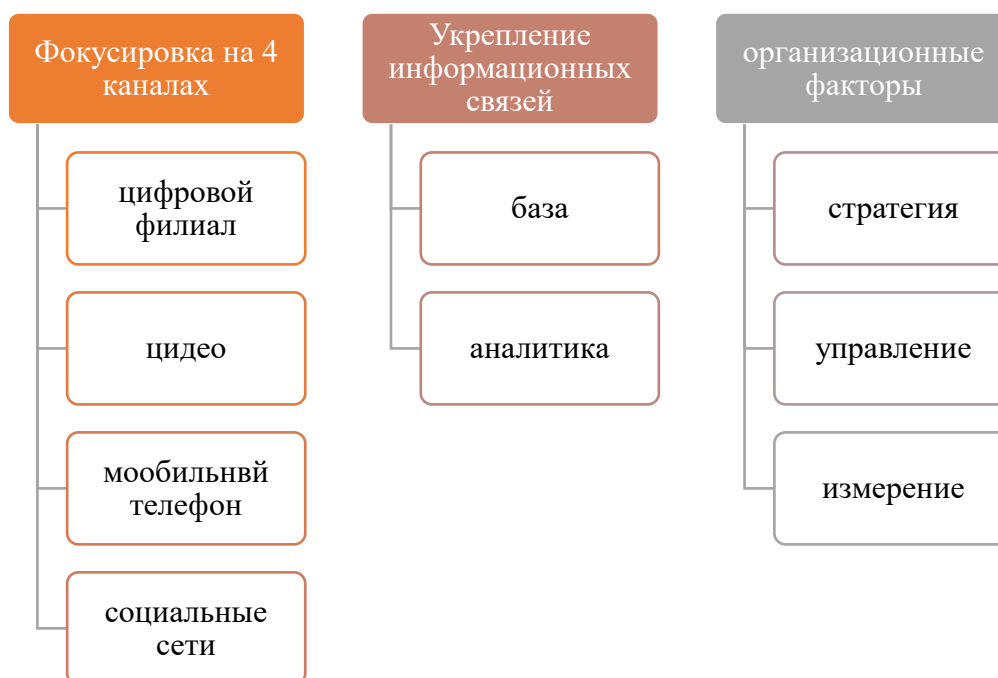 Фокусировка на 4
каналах
цифровой
филиал
цидео
мообильнвй
телефон
социальные
сети
Укрепление
информационных
связей
база
аналитика
организационные
факторы
стратегия
управление
измерение